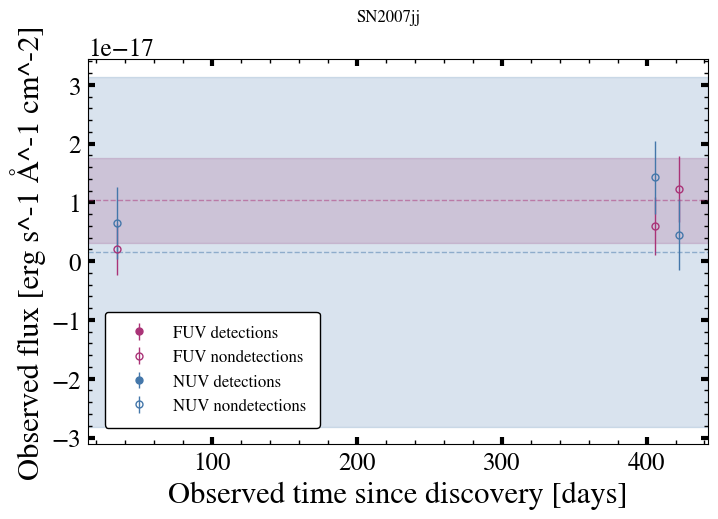 SN2007jj
1e−17
Observed flux [erg s^-1 Å^-1 cm^-2]
3
2
1
0
−1
−2
−3
FUV detections
FUV nondetections
NUV detections
NUV nondetections
100 200 300 400
Observed time since discovery [days]